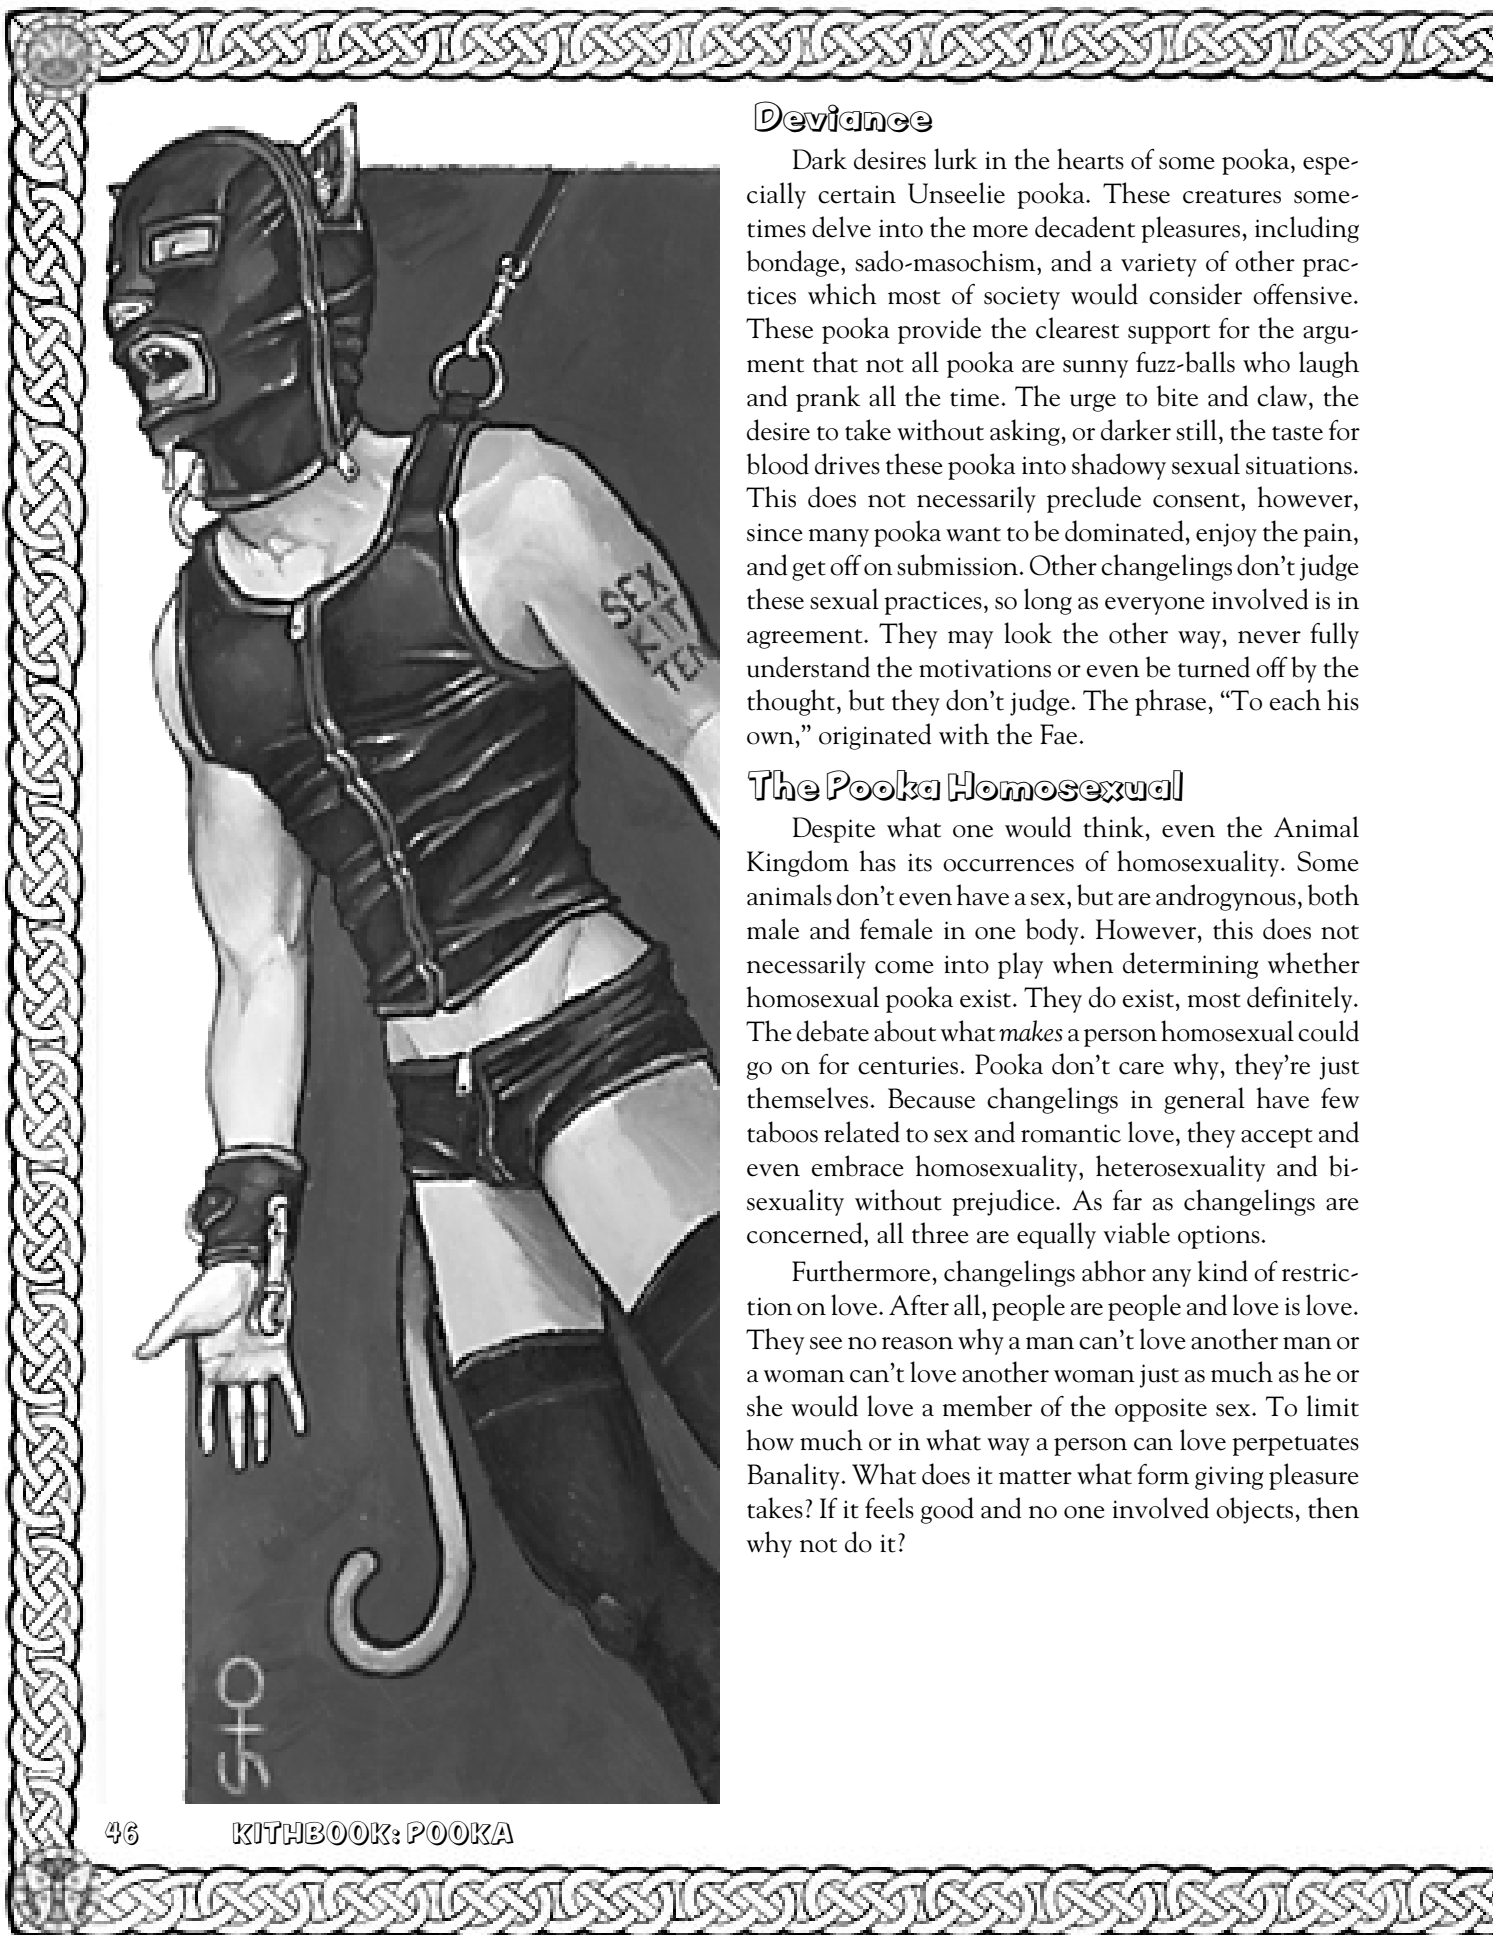 Deviance
Dark desires lurk in the hearts of some pooka, espe-
cially certain Unseelie pooka. These creatures some-
times delve into the more decadent pleasures, including
bondage, sado-masochism, and a variety of other prac-
tices which most of society would consider offensive.
These pooka provide the clearest support for the argu-
ment that not all pooka are sunny fuzz-balls who laugh
and prank all the time. The urge to bite and claw, the
desire to take without asking, or darker still, the taste for
blood drives these pooka into shadowy sexual situations.
This does not necessarily preclude consent, however,
since many pooka want to be dominated, enjoy the pain,
and get off on submission. Other changelings don't judge
these sexual practices, so long as everyone involved is in
agreement. They may look the other way, never fully
understand the motivations or even be turned off by the
thought, but they don't judge. The phrase, “To each his
own,” originated with the Fae.
The Pooka Homosexual
Despite what one would think, even the Animal
Kingdom has its occurrences of homosexuality. Some
animals don't even have a sex, but are androgynous, both
male and female in one body. However, this does not
necessarily come into play when determining whether
homosexual pooka exist. They do exist, most definitely.
The debate about what makes a person homosexual could
go on for centuries. Pooka don't care why, they're just
themselves. Because changelings in general have few
taboos related to sex and romantic love, they accept and
even embrace homosexuality, heterosexuality and bi-
sexuality without prejudice. As far as changelings are
concerned, all three are equally viable options.
Furthermore, changelings abhor any kind of restric-
tion on love. After all, people are people and love is love.
They see no reason why a man can't love another man or
a woman can't love another woman just as much as he or
she would love a member of the opposite sex. To limit
how much or in what way a person can love perpetuates
Banality. What does it matter what form giving pleasure
takes? If it feels good and no one involved objects, then
why not do it?
SEX
KIT
TEN
46 KITHBOOK: POOKA